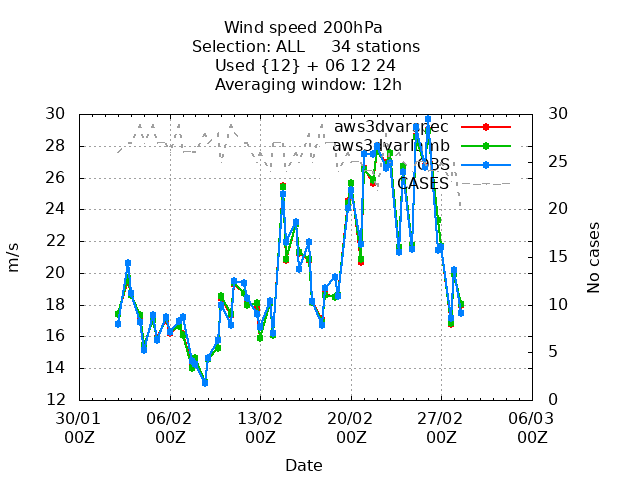 Wind speed 200hPa
Selection: ALL 34 stations
Used {12} + 06 12 24
Averaging window: 12h
30
28
26
24
22
20
18
16
14
12
m/s
30
25
20
15
10
5
0
No cases
aws3dvarspec
OBS
CASES
30/01 06/02 13/02 20/02 27/02 06/03
00Z 00Z 00Z 00Z 00Z 00Z
Date